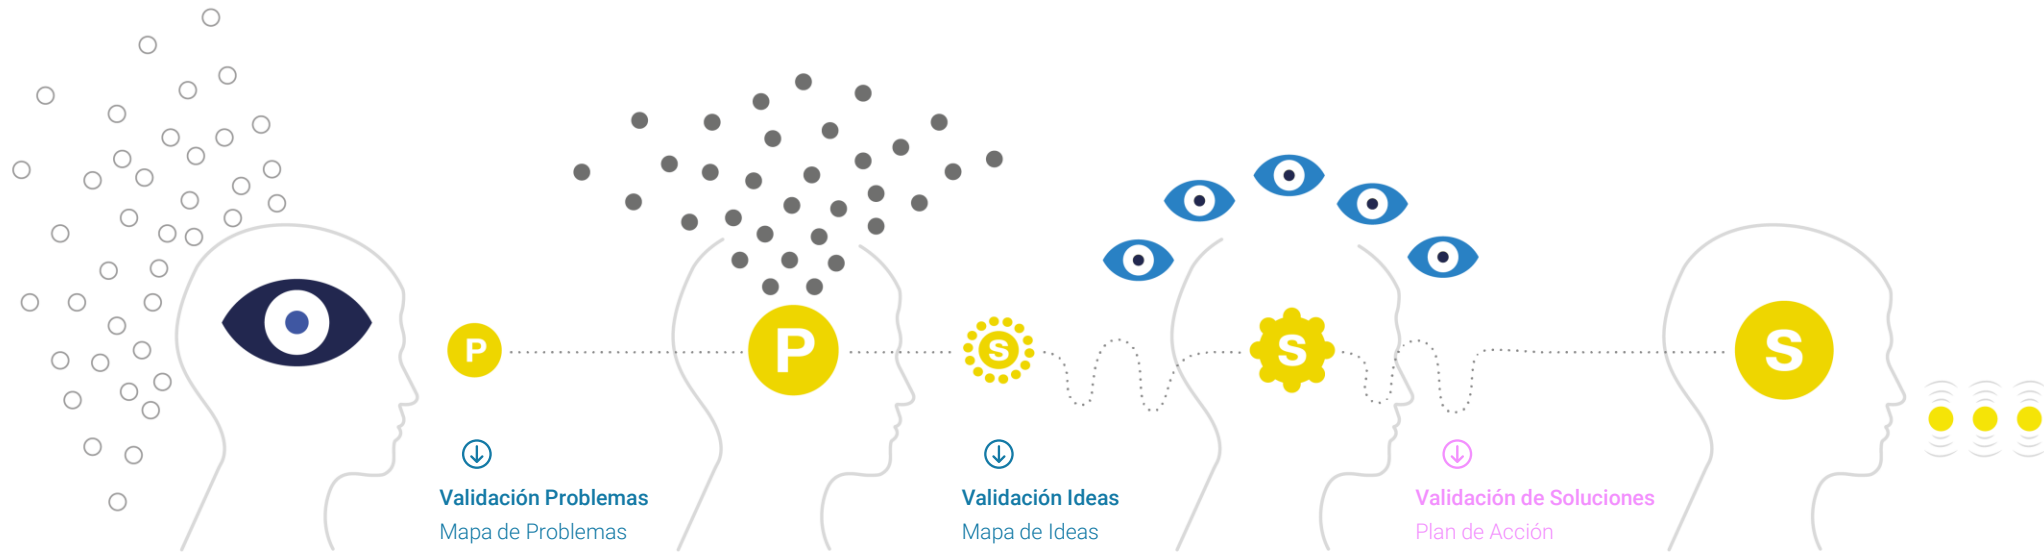 P
P
S
S
S
Validación Problemas
Mapa de Problemas
Validación Ideas
Mapa de Ideas
Validación de Soluciones
Plan de Acción